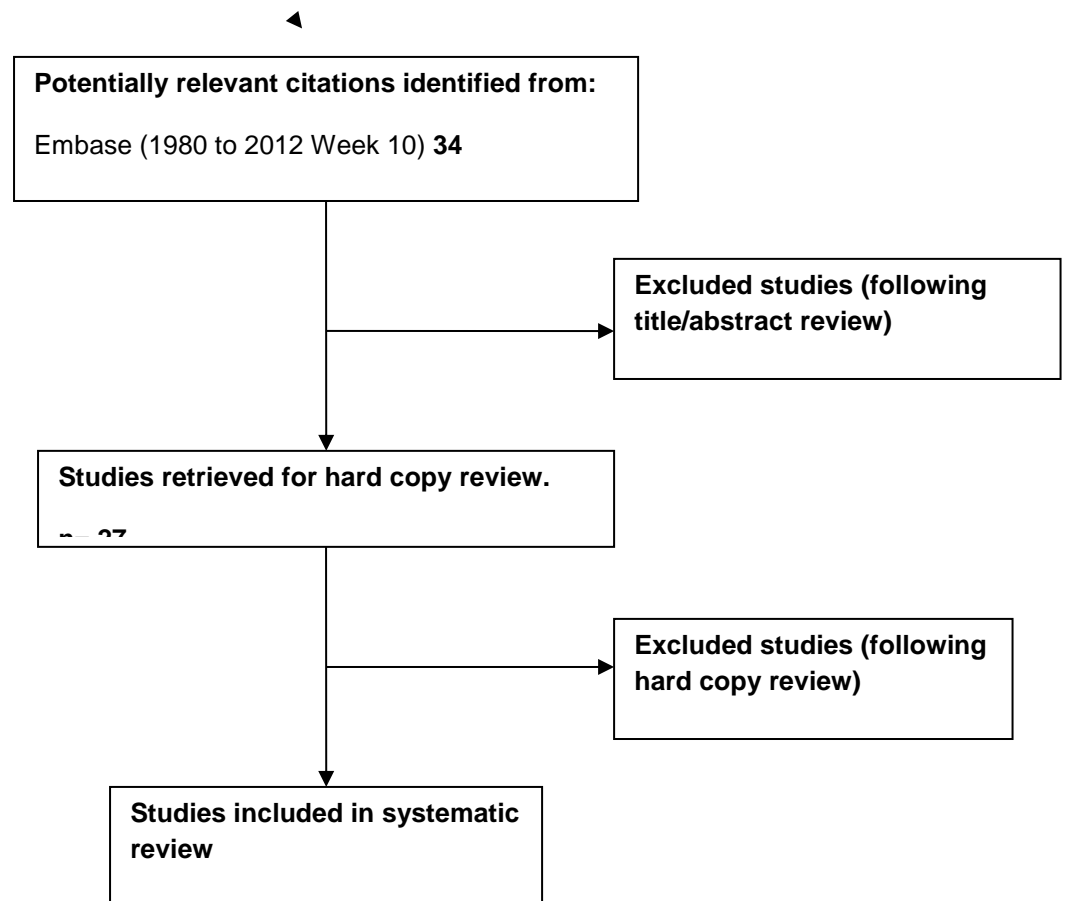 Potentially relevant citations identified from:
Embase (1980 to 2012 Week 10) 34
Excluded studies (following
title/abstract review)
Studies retrieved for hard copy review.
Excluded studies (following
hard copy review)
Studies included in systematic
review